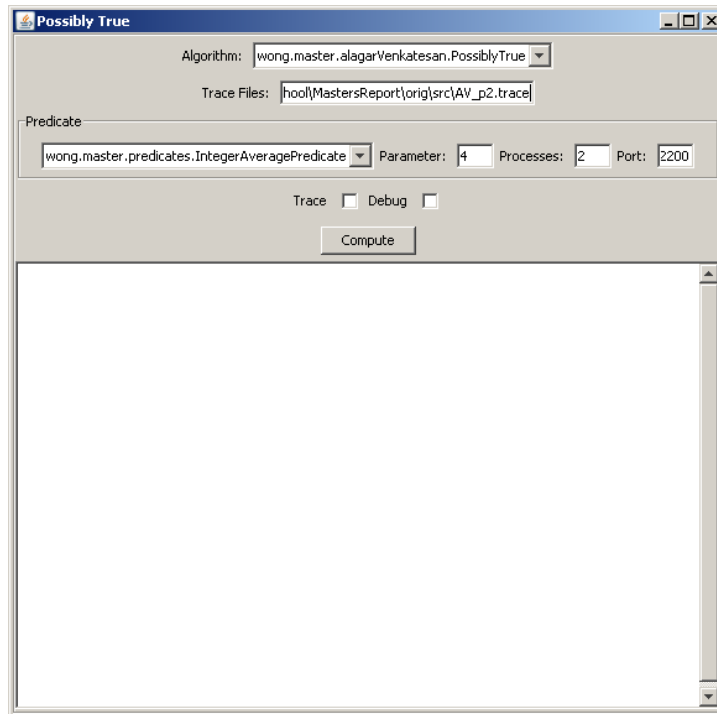 Possibly True
Algorithm: wong.master.alagarVenkatesan.PossiblyTrue
Trace Files: hool\MastersReport\orig\src\AV_p2.trace
Predicate
wong.master.predicates.IntegerAveragePredicate Parameter: 4 Processes: 2 Port: 2200
Trace Debug
Compute